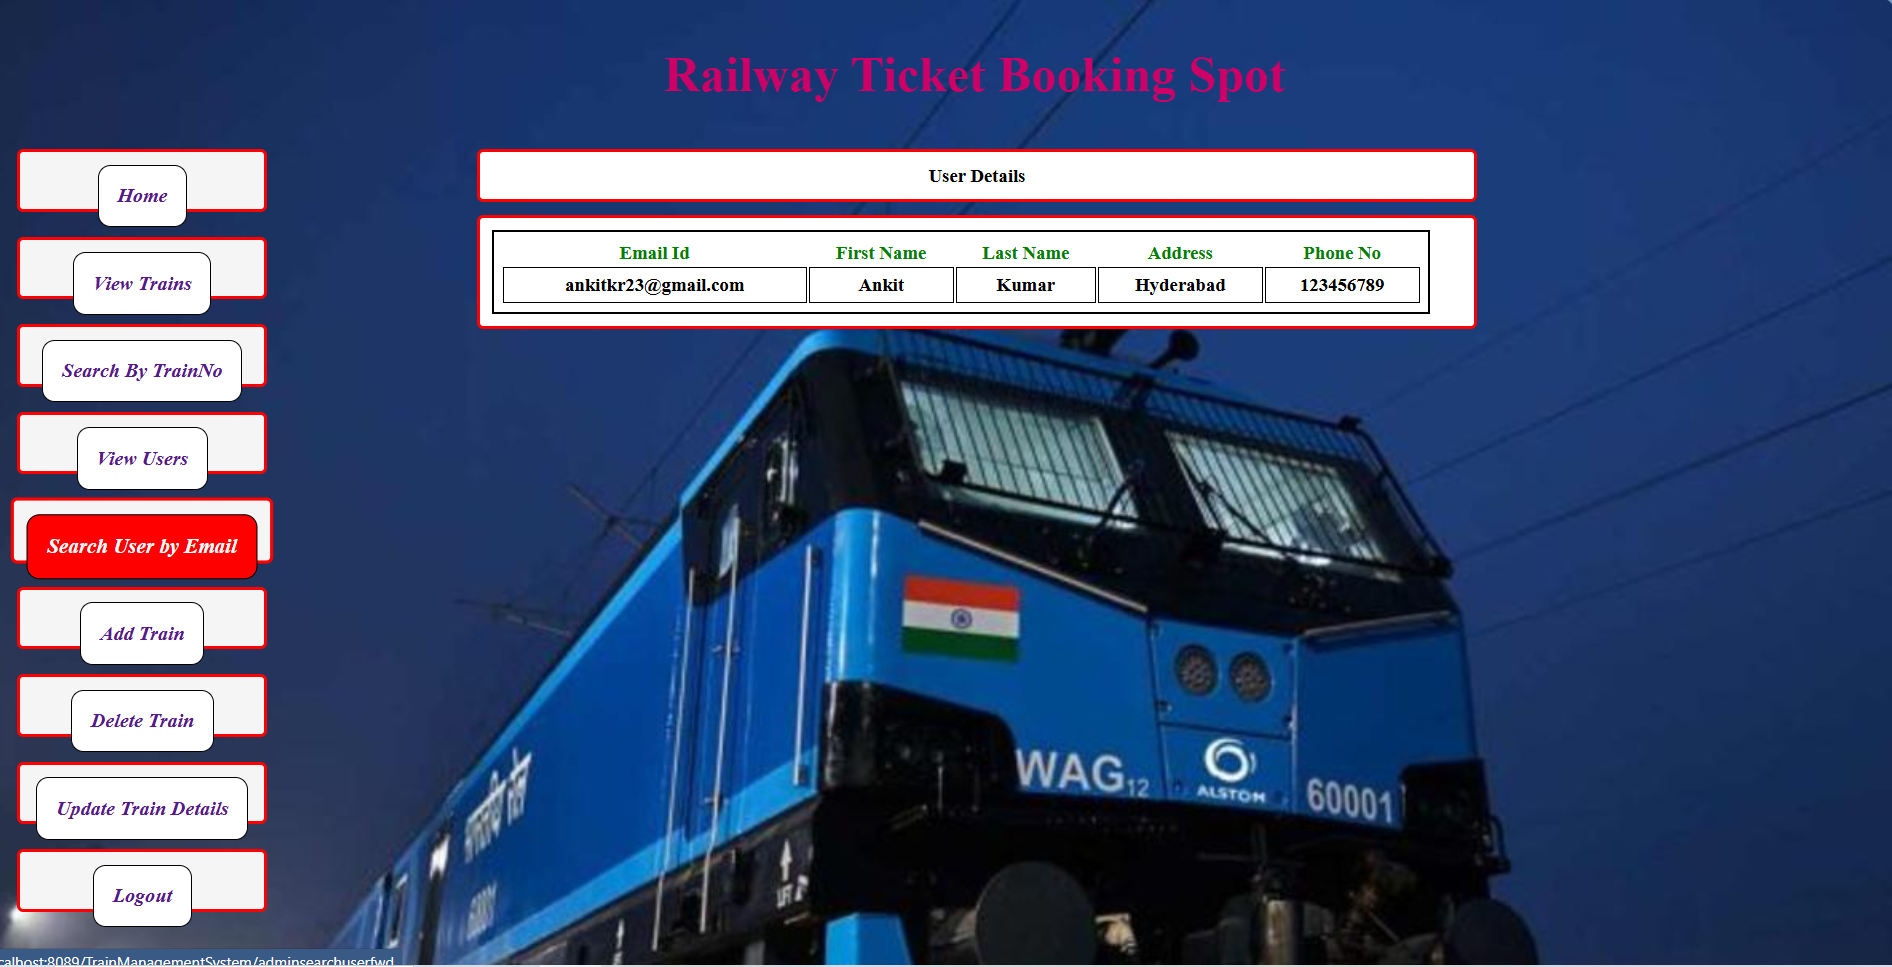 Railway Ticket Booking Spot
Home
View Trains
Search By TrainNo
View Users
Search User by Email
Add Train
Delete Train
Update Train Details
Logout
User Details
Email Id First Name Last Name Address Phone No
ankitkr23@gmail.com Ankit Kumar Hyderabad 123456789
WAG12
ALSTOM
60001
भारतीय रेल
60001
calhost:8089/TrainManagementSystem/adminsearchuserfwd